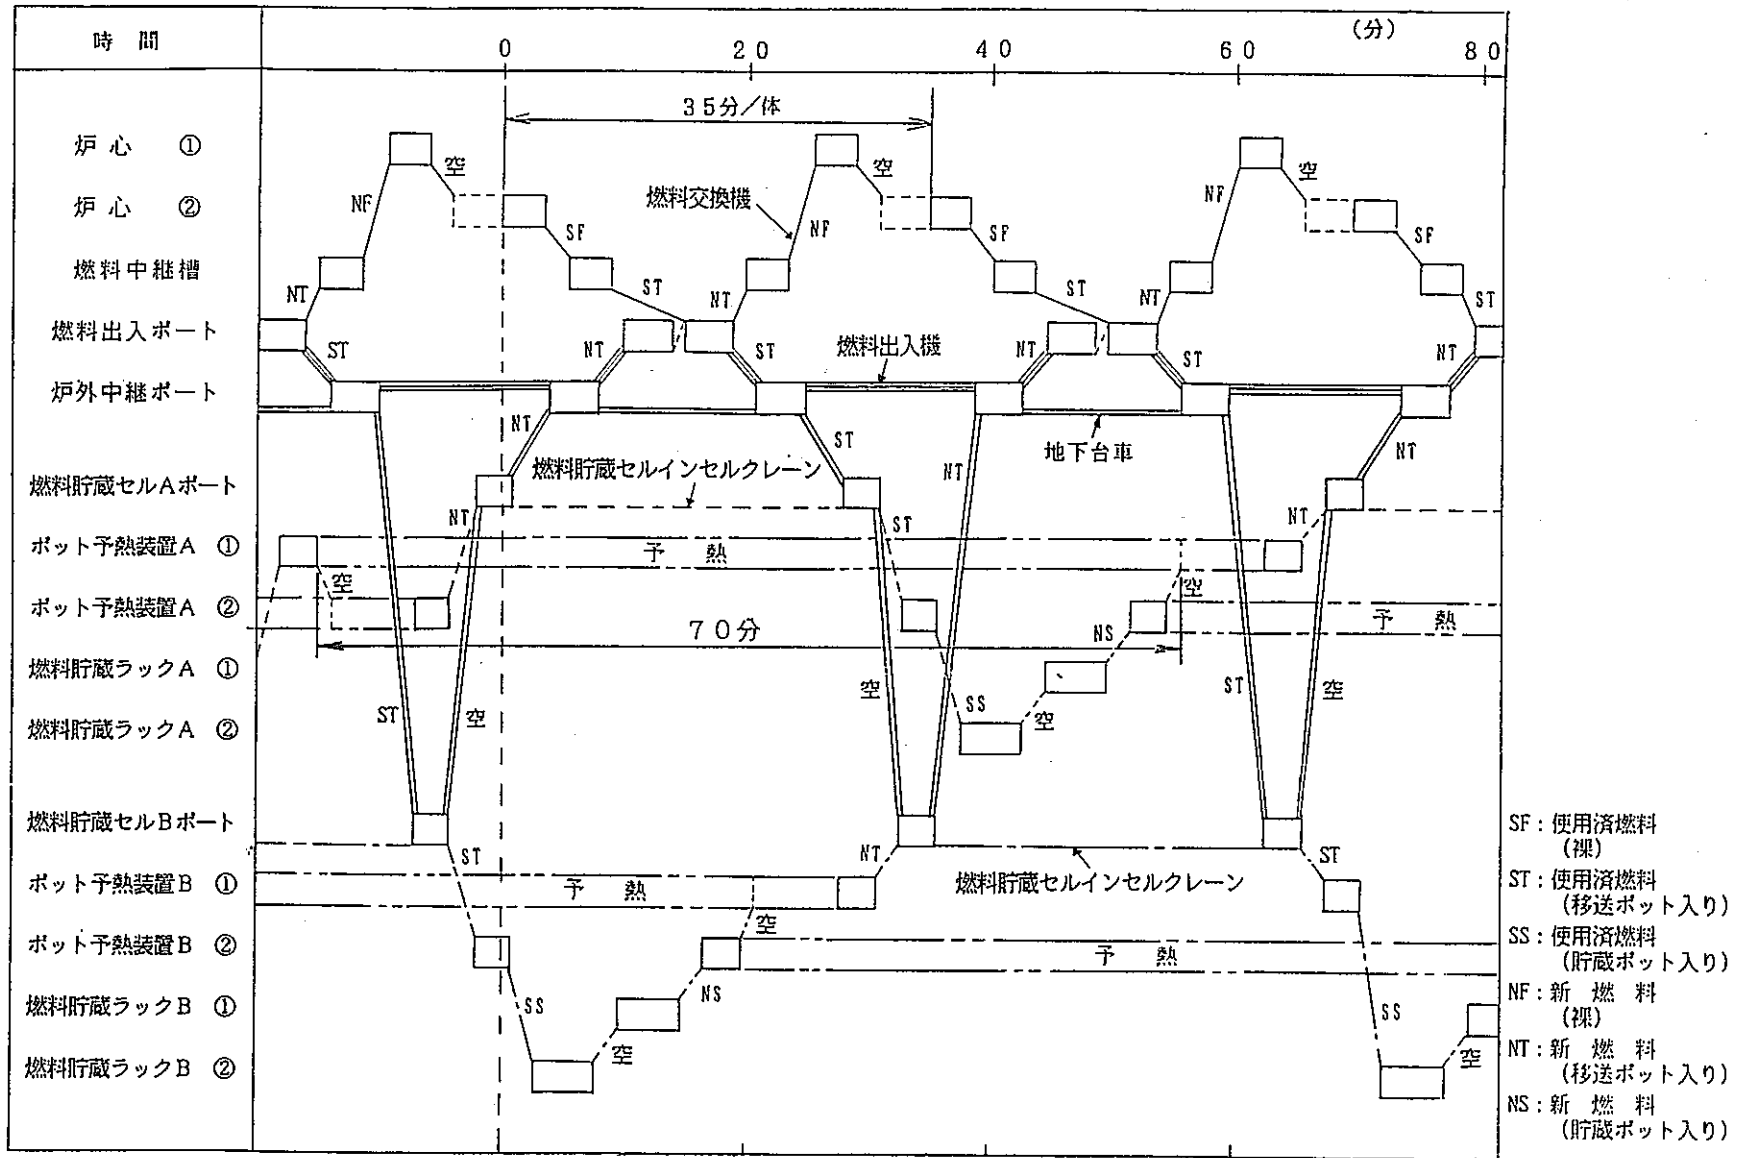 時 間
0
20
40
60
(分)
80
35分/体
炉 心 ①
空
空
空
炉 心 ②
NF
燃料交換機
NF
NF
SF
SF
SF
燃料中継槽
NT
ST
NT
ST
NT
ST
燃料出入ポート
ST
NT
ST
燃料出入機
NT
ST
NT
炉外中継ポート
NT
ST
NT
地下台車
NT
燃料貯蔵セルAポート
燃料貯蔵セルインセルクレーン
NT
ST
NT
ポット予熱装置A ①
予 熱
空
空
ポット予熱装置A ②
70分
NS
予 熱
燃料貯蔵ラックA ①
ST
空
空
SS
空
ST
空
燃料貯蔵ラックA ②
燃料貯蔵セルBポート
ST
NT
ST
ポット予熱装置B ①
予 熱
燃料貯蔵セルインセルクレーン
空
ポット予熱装置B ②
予 熱
NS
燃料貯蔵ラックB ①
SS
SS
空
空
燃料貯蔵ラックB ②
SF:使用済燃料
(裸)
ST:使用済燃料
(移送ポット入り)
SS:使用済燃料
(貯蔵ポット入り)
NF:新 燃 料
(裸)
NT:新 燃 料
(移送ポット入り)
NS:新 燃 料
(貯蔵ポット入り)